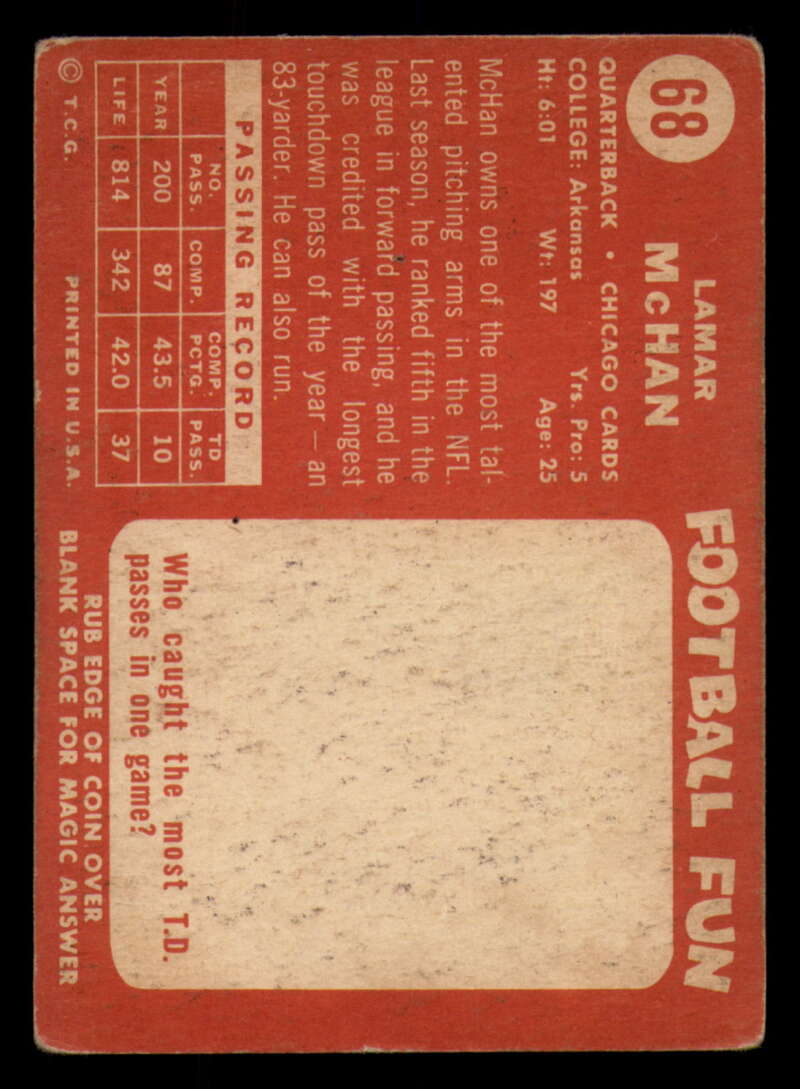 68
LAMAR
McHAN
QUARTERBACK • CHICAGO CARDS
COLLEGE: Arkansas Yrs. Pro: 5
Ht: 6:01 Wt: 197 Age: 25
McHan owns one of the most tal-
ented pitching arms in the NFL.
Last season, he ranked fifth in the
league in forward passing, and he
was credited with the longest
touchdown pass of the year — an
83-yarder. He can also run.
PASSING RECORD
NO. PASS. COMP. COMP. PCTG. TD PASS.
YEAR 200 87 43.5 10
LIFE 814 342 42.0 37
© T.C.G. PRINTED IN U.S.A.
FOOTBALL FUN
Who caught the most T.D.
passes in one game?
RUB EDGE OF COIN OVER
BLANK SPACE FOR MAGIC ANSWER